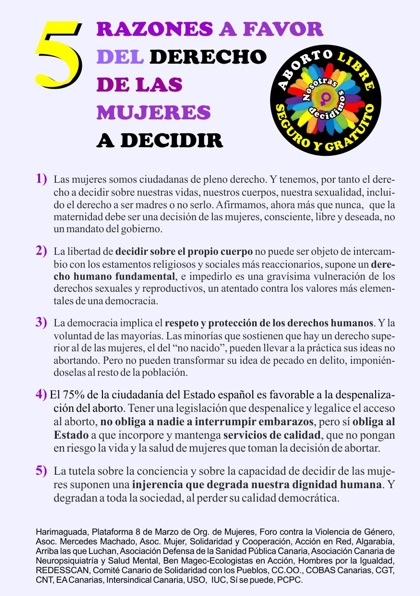 5 RAZONES A FAVOR
DEL DERECHO
DE LAS
MUJERES
A DECIDIR
ABORTO LIBRE
Nosotras
decidimos
SEGURO Y GRATUITO
1) Las mujeres somos ciudadanas de pleno derecho. Y tenemos, por tanto el dere-
cho a decidir sobre nuestras vidas, nuestros cuerpos, nuestra sexualidad, inclui-
do el derecho a ser madres o no serlo. Afirmamos, ahora más que nunca, que la
maternidad debe ser una decisión de las mujeres, consciente, libre y deseada, no
un mandato del gobierno.
2) La libertad de decidir sobre el propio cuerpo no puede ser objeto de intercam-
bio con los estamentos religiosos y sociales más reaccionarios, supone un dere-
cho humano fundamental, e impedirlo es una gravísima vulneración de los
derechos sexuales y reproductivos, un atentado contra los valores más elemen-
tales de una democracia.
3) La democracia implica el respeto y protección de los derechos humanos. Y la
voluntad de las mayorías. Las minorías que sostienen que hay un derecho supe-
rior al de las mujeres, el del “no nacido”, pueden llevar a la práctica sus ideas no
abortando. Pero no pueden transformar su idea de pecado en delito, imponién-
doselas al resto de la población.
4) El 75% de la ciudadanía del Estado español es favorable a la despenaliza-
ción del aborto. Tener una legislación que despenalice y legalice el acceso
al aborto, no obliga a nadie a interrumpir embarazos, pero sí obliga al
Estado a que incorpore y mantenga servicios de calidad, que no pongan
en riesgo la vida y la salud de mujeres que toman la decisión de abortar.
5) La tutela sobre la conciencia y sobre la capacidad de decidir de las muje-
res suponen una injerencia que degrada nuestra dignidad humana. Y
degradan a toda la sociedad, al perder su calidad democrática.
Harimaguada, Plataforma 8 de Marzo de Org. de Mujeres, Foro contra la Violencia de Género,
Asoc. Mercedes Machado, Asoc. Mujer, Solidaridad y Cooperación, Acción en Red, Algarabía,
Arriba las que Luchan, Asociación Defensa de la Sanidad Pública Canaria, Asociación Canaria de
Neuropsiquiatría y Salud Mental, Ben Magec-Ecologistas en Acción, Hombres por la Igualdad,
REDESSCAN, Comité Canario de Solidaridad con los Pueblos, CC.OO., COBAS Canarias, CGT,
CNT, EA Canarias, Intersindical Canaria, USO, IUC, Sí se puede, PCPC.